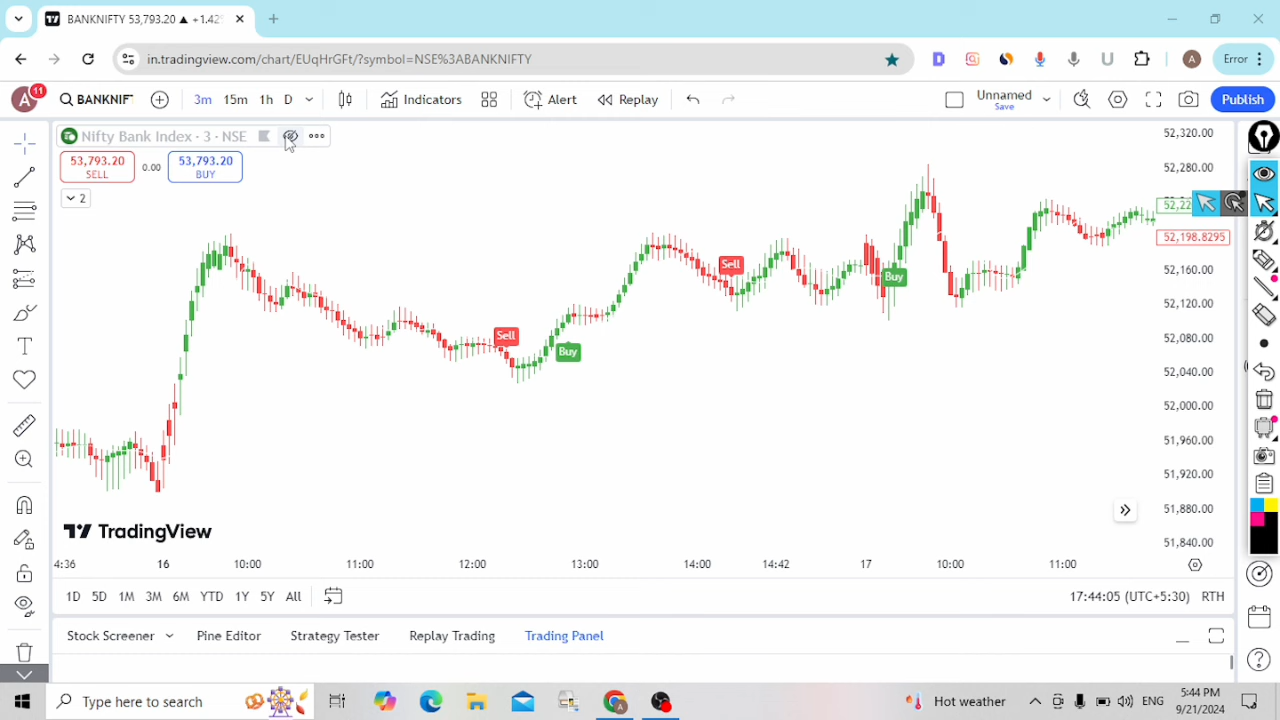 BANKNIFTY 53,793.20 ▲ +1.42%
in.tradingview.com/chart/EUqHrGFt/?symbol=NSE%3ABANKNIFTY
D
U
A
Error
A
11
BANKNIF
3m
15m
1h
D
Indicators
Alert
Replay
Unnamed
Save
Publish
Nifty Bank Index · 3 · NSE
53,793.20
SELL
0.00
53,793.20
BUY
2
52,320.00
52,280.00
52,22
52,198.8295
52,160.00
52,120.00
52,080.00
52,040.00
52,000.00
51,960.00
51,920.00
51,880.00
51,840.00
Sell
Buy
Sell
Buy
TradingView
4:36
16
10:00
11:00
12:00
13:00
14:00
14:42
17
10:00
11:00
1D
5D
1M
3M
6M
YTD
1Y
5Y
All
17:44:05 (UTC+5:30)
RTH
Stock Screener
Pine Editor
Strategy Tester
Replay Trading
Trading Panel
Type here to search
Hot weather
ENG
5:44 PM
9/21/2024